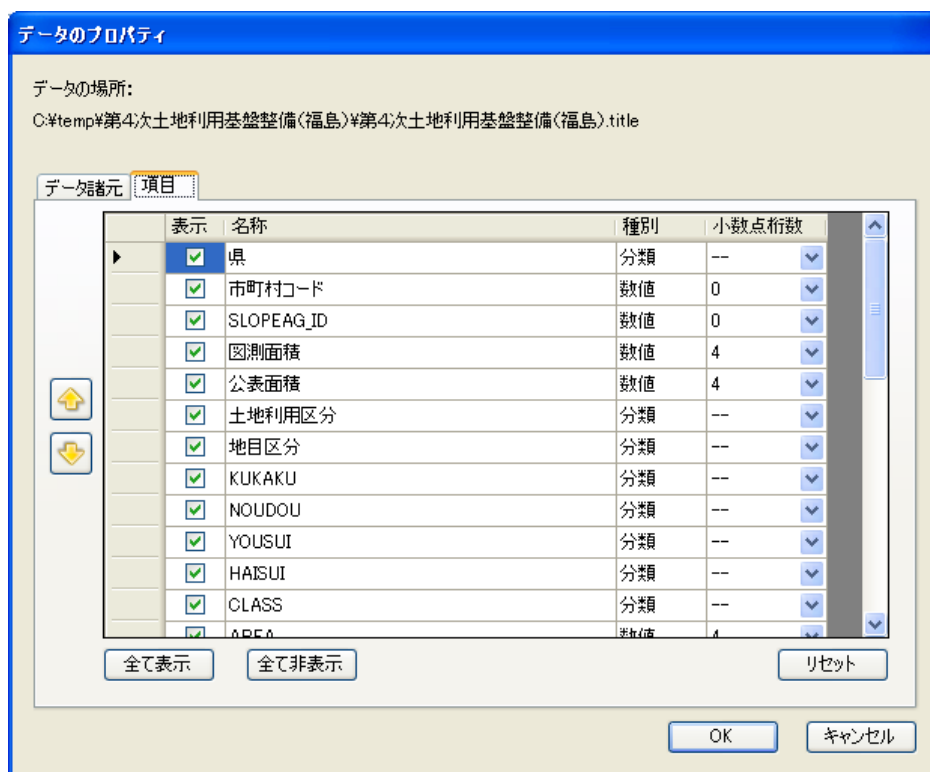 データのプロパティ
データの場所:
C:¥temp¥第4次土地利用基盤整備(福島)¥第4次土地利用基盤整備(福島).title
データ諸元 項目
表示 名称 種別 小数点桁数
県 分類 --
市町村コード 数値 0
SLOPEAG_ID 数値 0
図測面積 数値 4
公表面積 数値 4
土地利用区分 分類 --
地目区分 分類 --
KUKAKU 分類 --
NOUDOU 分類 --
YOUSUI 分類 --
HAISUI 分類 --
CLASS 分類 --
AREA 数値 4
全て表示 全て非表示 リセット
OK キャンセル